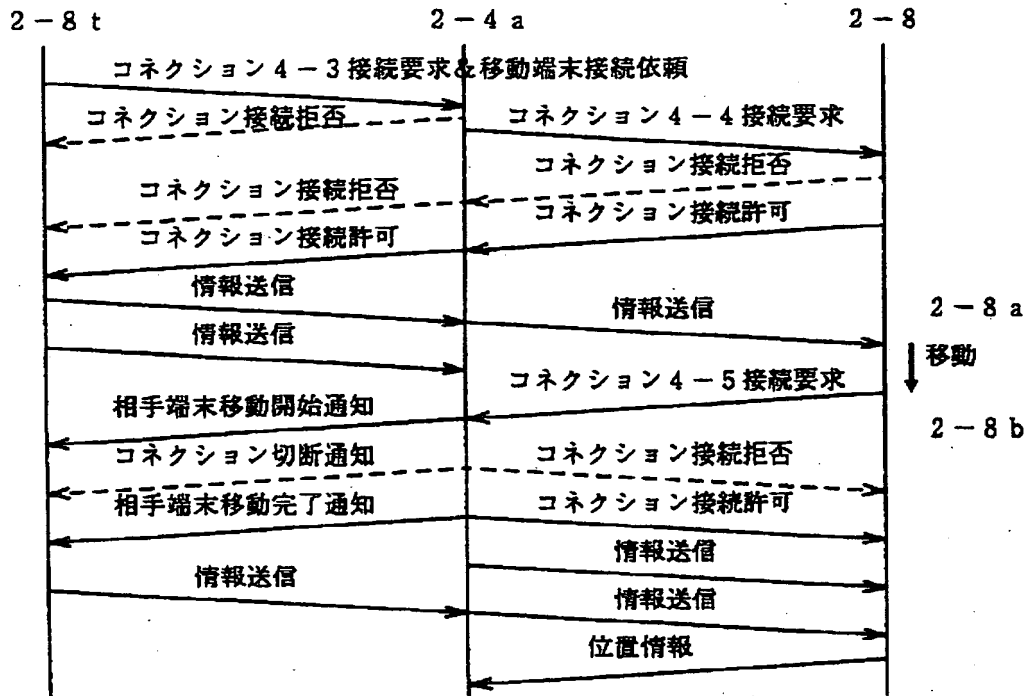 2-8t 2-4a 2-8
コネクション4-3接続要求&移動端末接続依頼
コネクション接続拒否 コネクション4-4接続要求
コネクション接続拒否
コネクション接続拒否
コネクション接続許可
コネクション接続許可
情報送信
情報送信 2-8a
情報送信
移動
コネクション4-5接続要求
相手端末移動開始通知
2-8b
コネクション切断通知 コネクション接続拒否
相手端末移動完了通知 コネクション接続許可
情報送信
情報送信
情報送信
位置情報